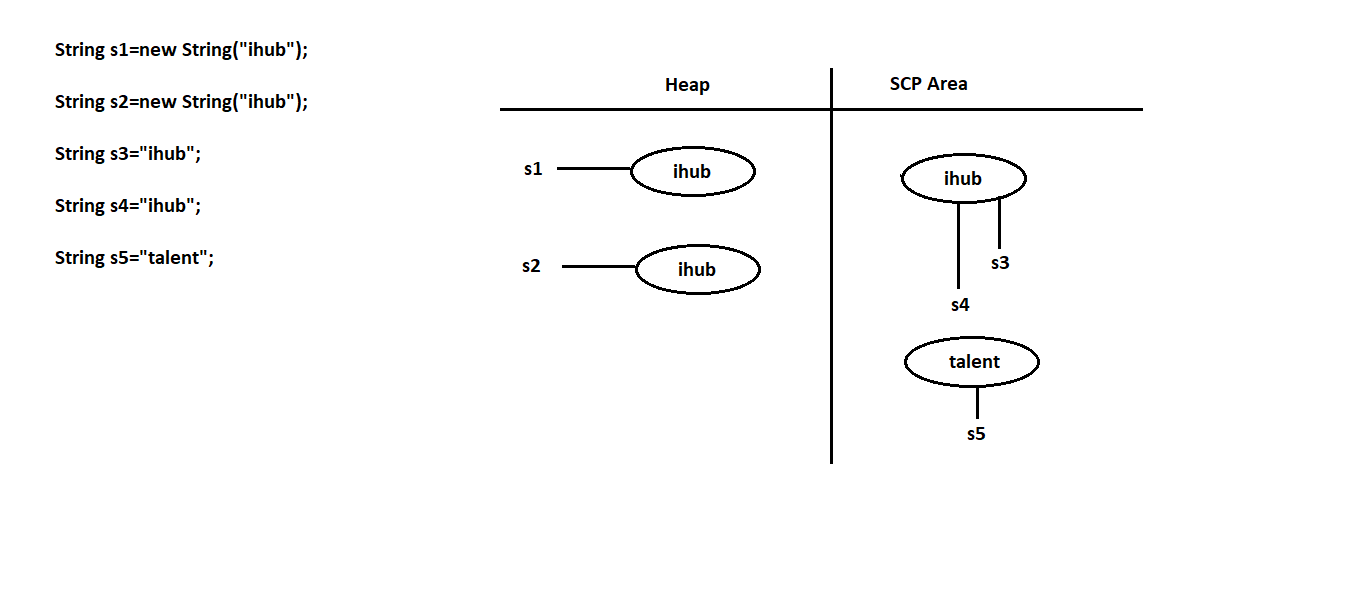 String s1=new String("ihub");
String s2=new String("ihub");
String s3="ihub";
String s4="ihub";
String s5="talent";
Heap
SCP Area
s1
ihub
ihub
s2
ihub
s3
s4
talent
s5